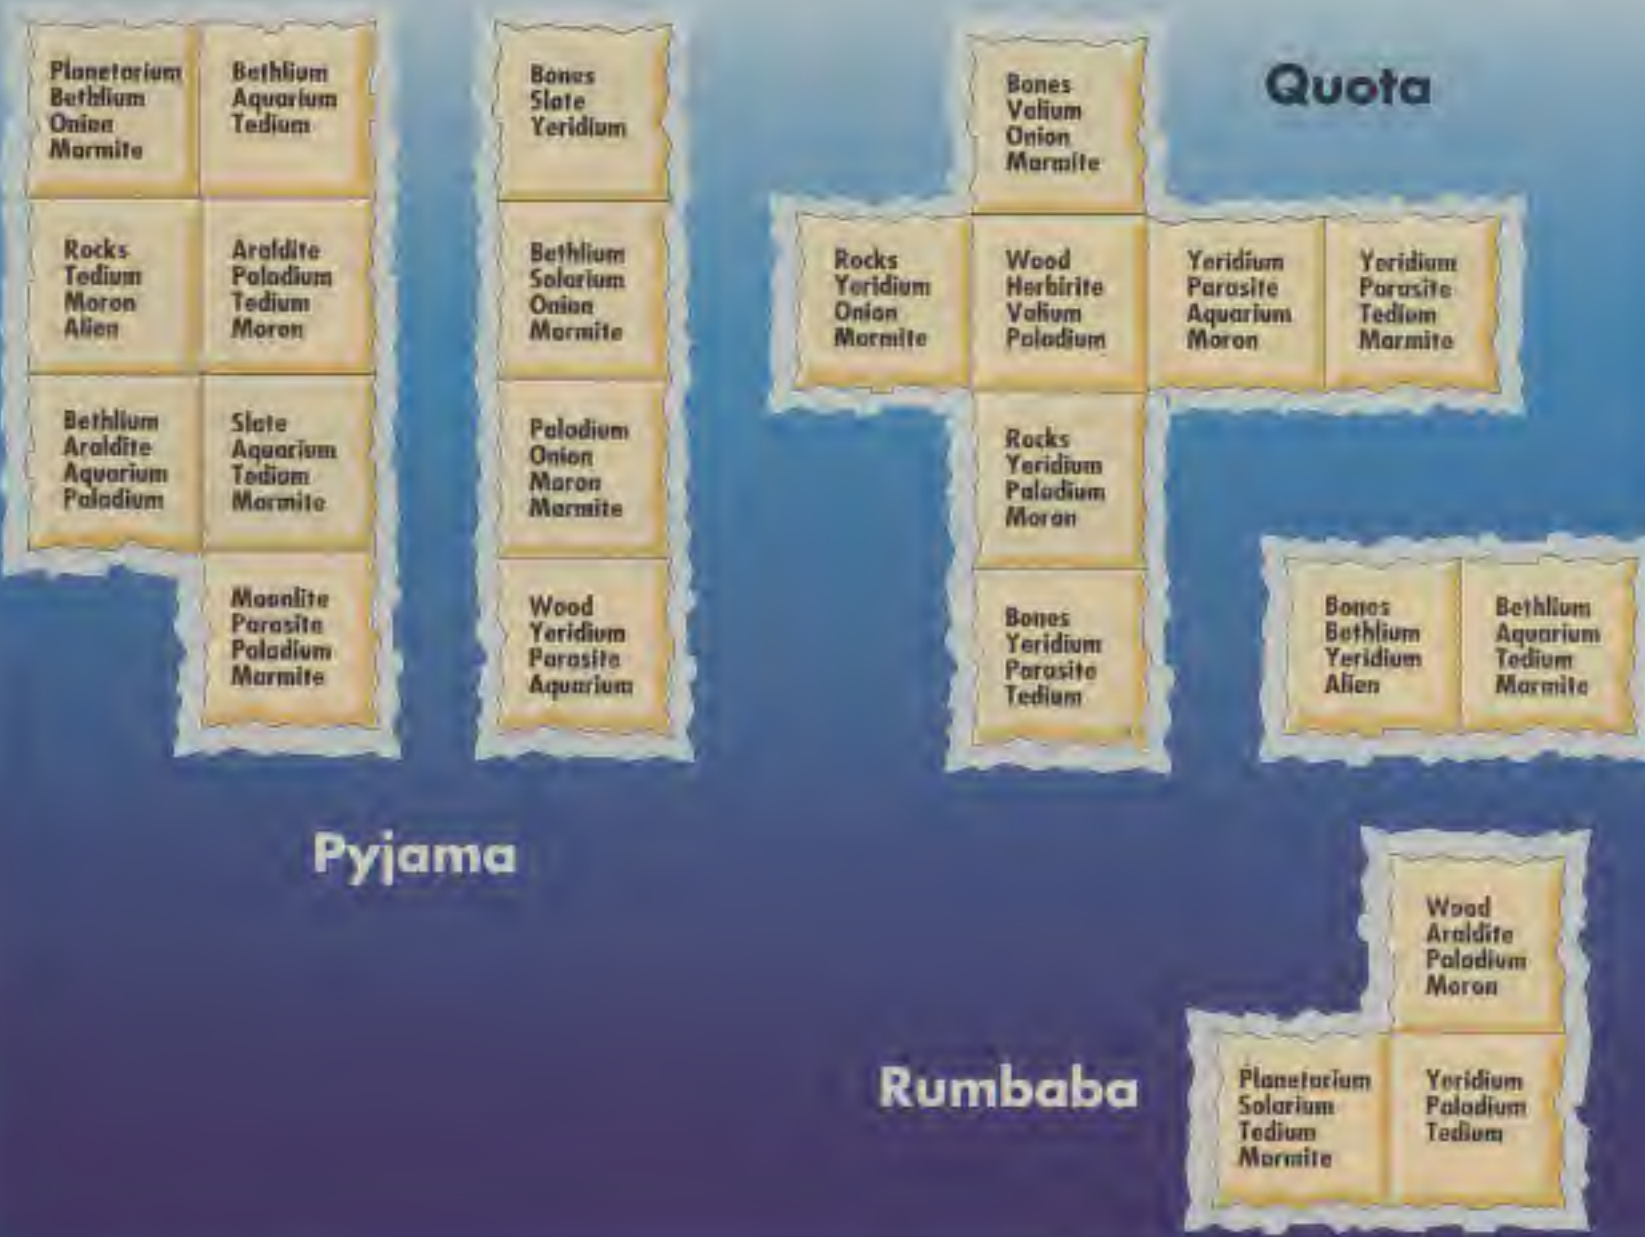 Planetarium
Bethlium
Onion
Marmite
Bethlium
Aquarium
Tedium
Rocks
Tedium
Moron
Alien
Araldite
Paladium
Tedium
Moron
Bethlium
Araldite
Aquarium
Paladium
Slate
Aquarium
Tedium
Marmite
Moonlite
Parasite
Paladium
Marmite
Bones
Slate
Yeridium
Bethlium
Solarium
Onion
Marmite
Paladium
Onion
Moron
Marmite
Wood
Yeridium
Parasite
Aquarium
Pyjama
Quota
Bones
Valium
Onion
Marmite
Rocks
Yeridium
Onion
Marmite
Wood
Herbirite
Valium
Paladium
Yeridium
Parasite
Aquarium
Moron
Yeridium
Parasite
Tedium
Marmite
Rocks
Yeridium
Paladium
Moron
Bones
Yeridium
Parasite
Tedium
Bones
Bethlium
Yeridium
Alien
Bethlium
Aquarium
Tedium
Marmite
Rumbaba
Wood
Araldite
Paladium
Moron
Planetarium
Solarium
Tedium
Marmite
Yeridium
Paladium
Tedium